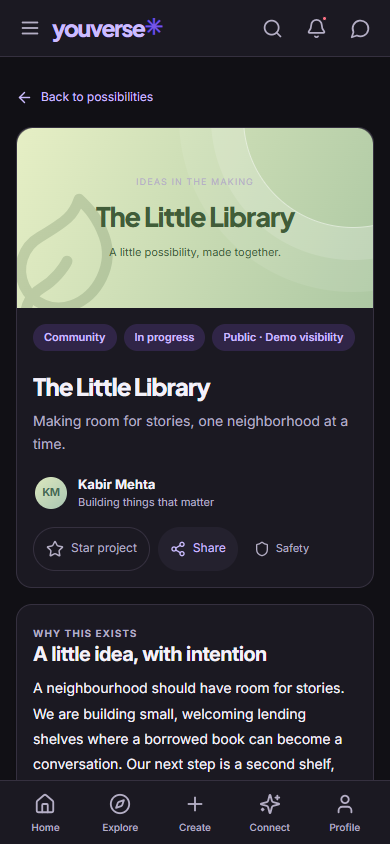 youverse
Back to possibilities
IDEAS IN THE MAKING
The Little Library
A little possibility, made together.
Community
In progress
Public · Demo visibility
The Little Library
Making room for stories, one neighborhood at a
time.
KM
Kabir Mehta
Building things that matter
Star project
Share
Safety
WHY THIS EXISTS
A little idea, with intention
A neighbourhood should have room for stories.
We are building small, welcoming lending
shelves where a borrowed book can become a
conversation. Our next step is a second shelf,
Home
Explore
Create
Connect
Profile